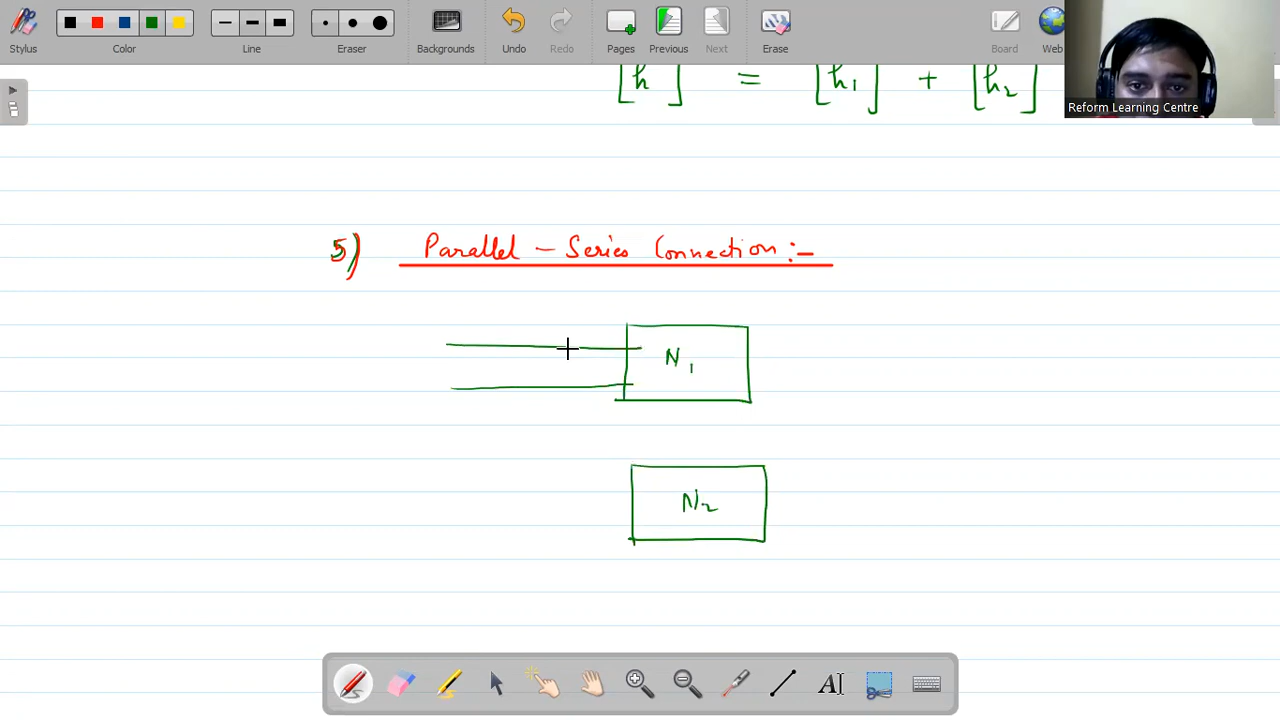 Stylus Color Line Eraser Backgrounds Undo Redo Pages Previous Next Erase Board Web
Reform Learning Centre
[h] = [h1] + [h2]
5) Parallel - Series Connection :-
N1
N2
AI